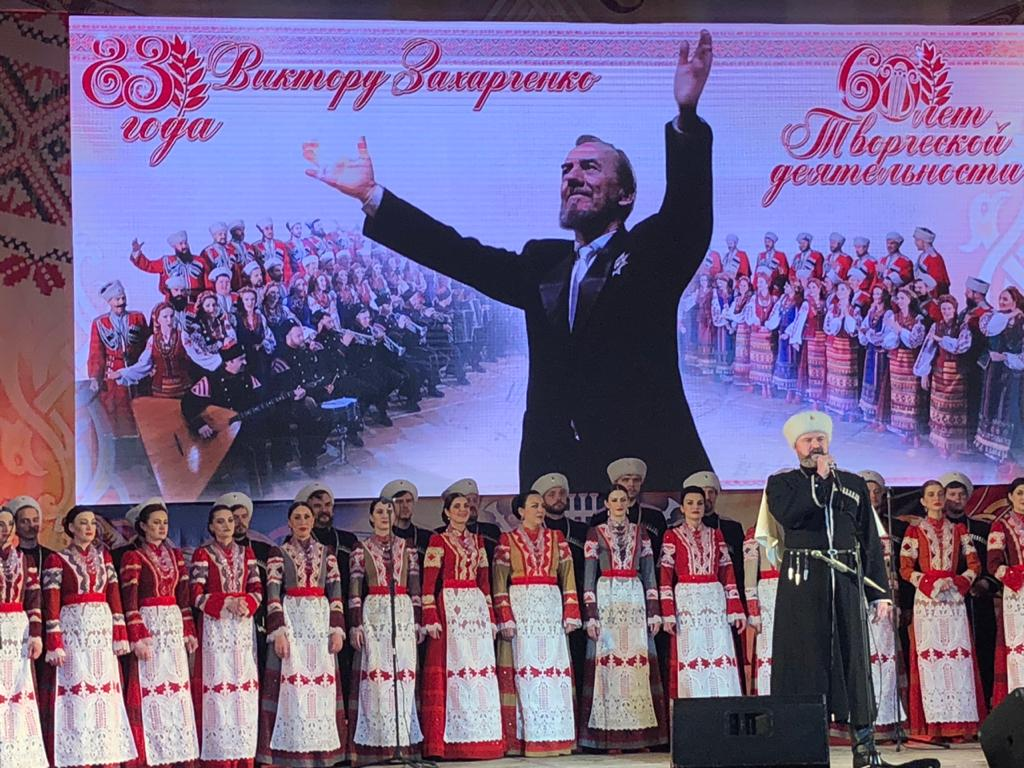 83 года
Виктору Захарченко
60 лет
Творческой
деятельности